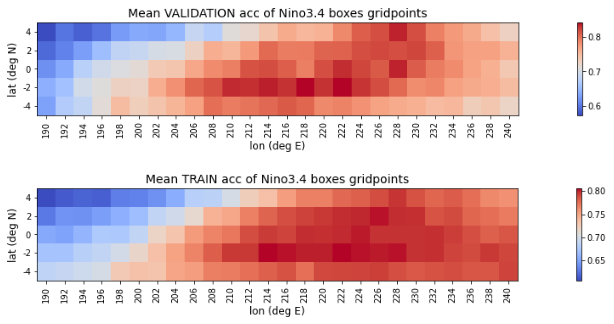 Mean VALIDATION acc of Nino3.4 boxes gridpoints
lat (deg N)
4
2
0
-2
-4
190 192 194 196 198 200 202 204 206 208 210 212 214 216 218 220 222 224 226 228 230 232 234 236 238 240
lon (deg E)
0.8
0.7
0.6
Mean TRAIN acc of Nino3.4 boxes gridpoints
lat (deg N)
4
2
0
-2
-4
190 192 194 196 198 200 202 204 206 208 210 212 214 216 218 220 222 224 226 228 230 232 234 236 238 240
lon (deg E)
0.80
0.75
0.70
0.65